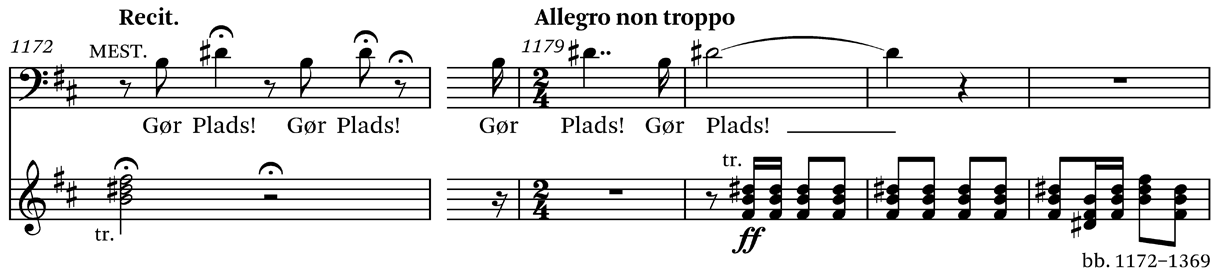 Recit. Allegro non troppo
1172 MEST. 1179
Gør Plads! Gør Plads! Gør Plads! Gør Plads!
tr.
tr. ff
bb. 1172–1369